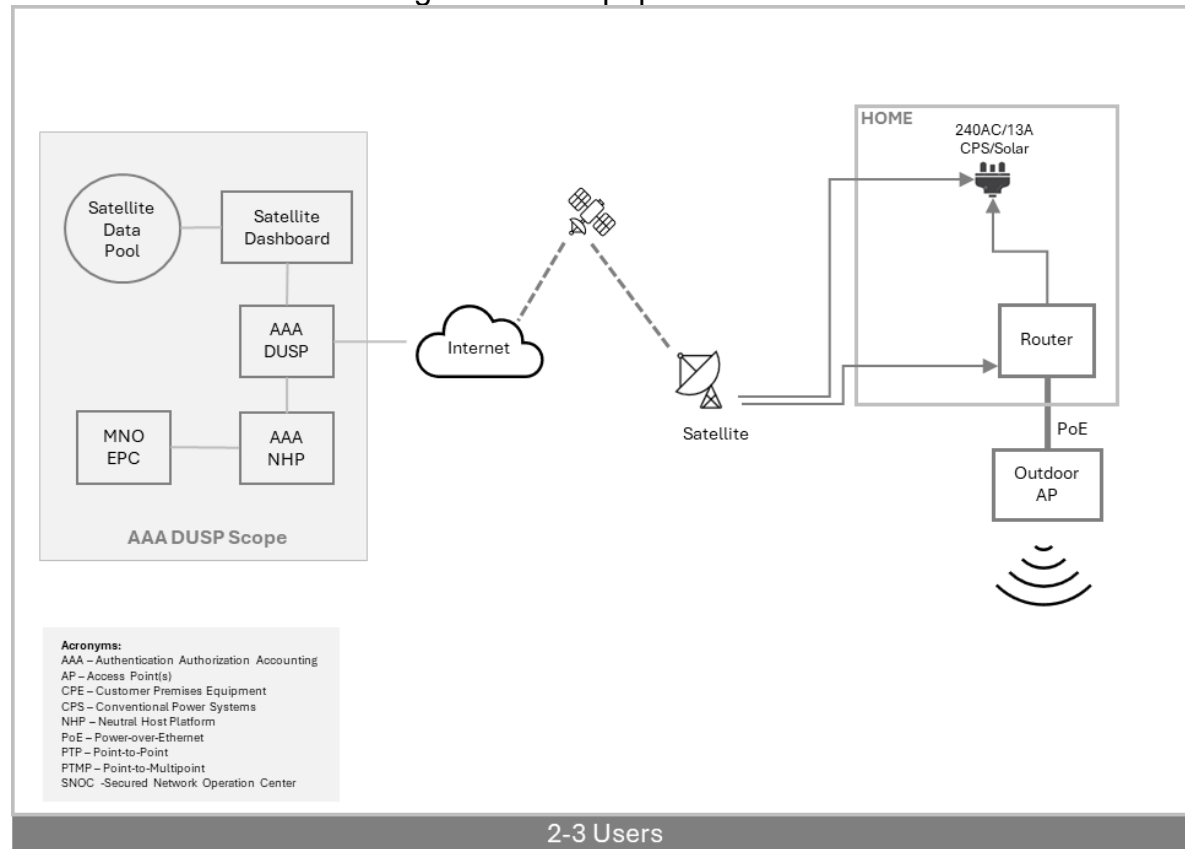 HOME
240AC/13A
CPS/Solar
Satellite
Data
Pool
Satellite
Dashboard
AAA
DUSP
Internet
Router
Satellite
MNO
EPC
AAA
NHP
PoE
Outdoor
AP
AAA DUSP Scope
Acronyms:
AAA – Authentication Authorization Accounting
AP – Access Point(s)
CPE – Customer Premises Equipment
CPS – Conventional Power Systems
NHP – Neutral Host Platform
PoE – Power-over-Ethernet
PTP – Point-to-Point
PTMP – Point-to-Multipoint
SNOC -Secured Network Operation Center
2-3 Users